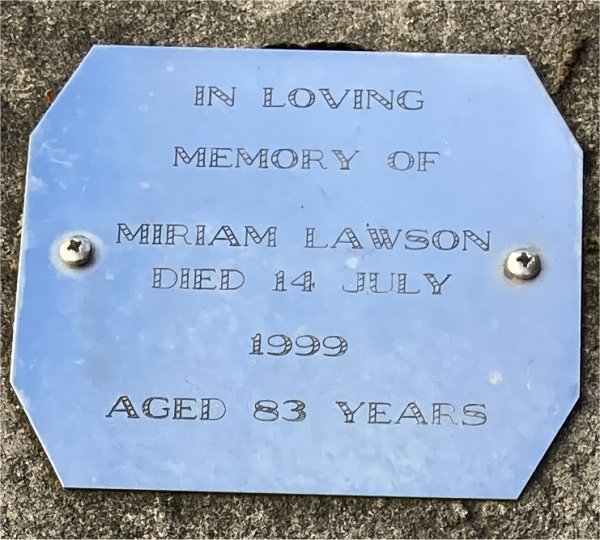 IN LOVING
MEMORY OF
MIRIAM LAWSON
DIED 14 JULY
1999
AGED 83 YEARS